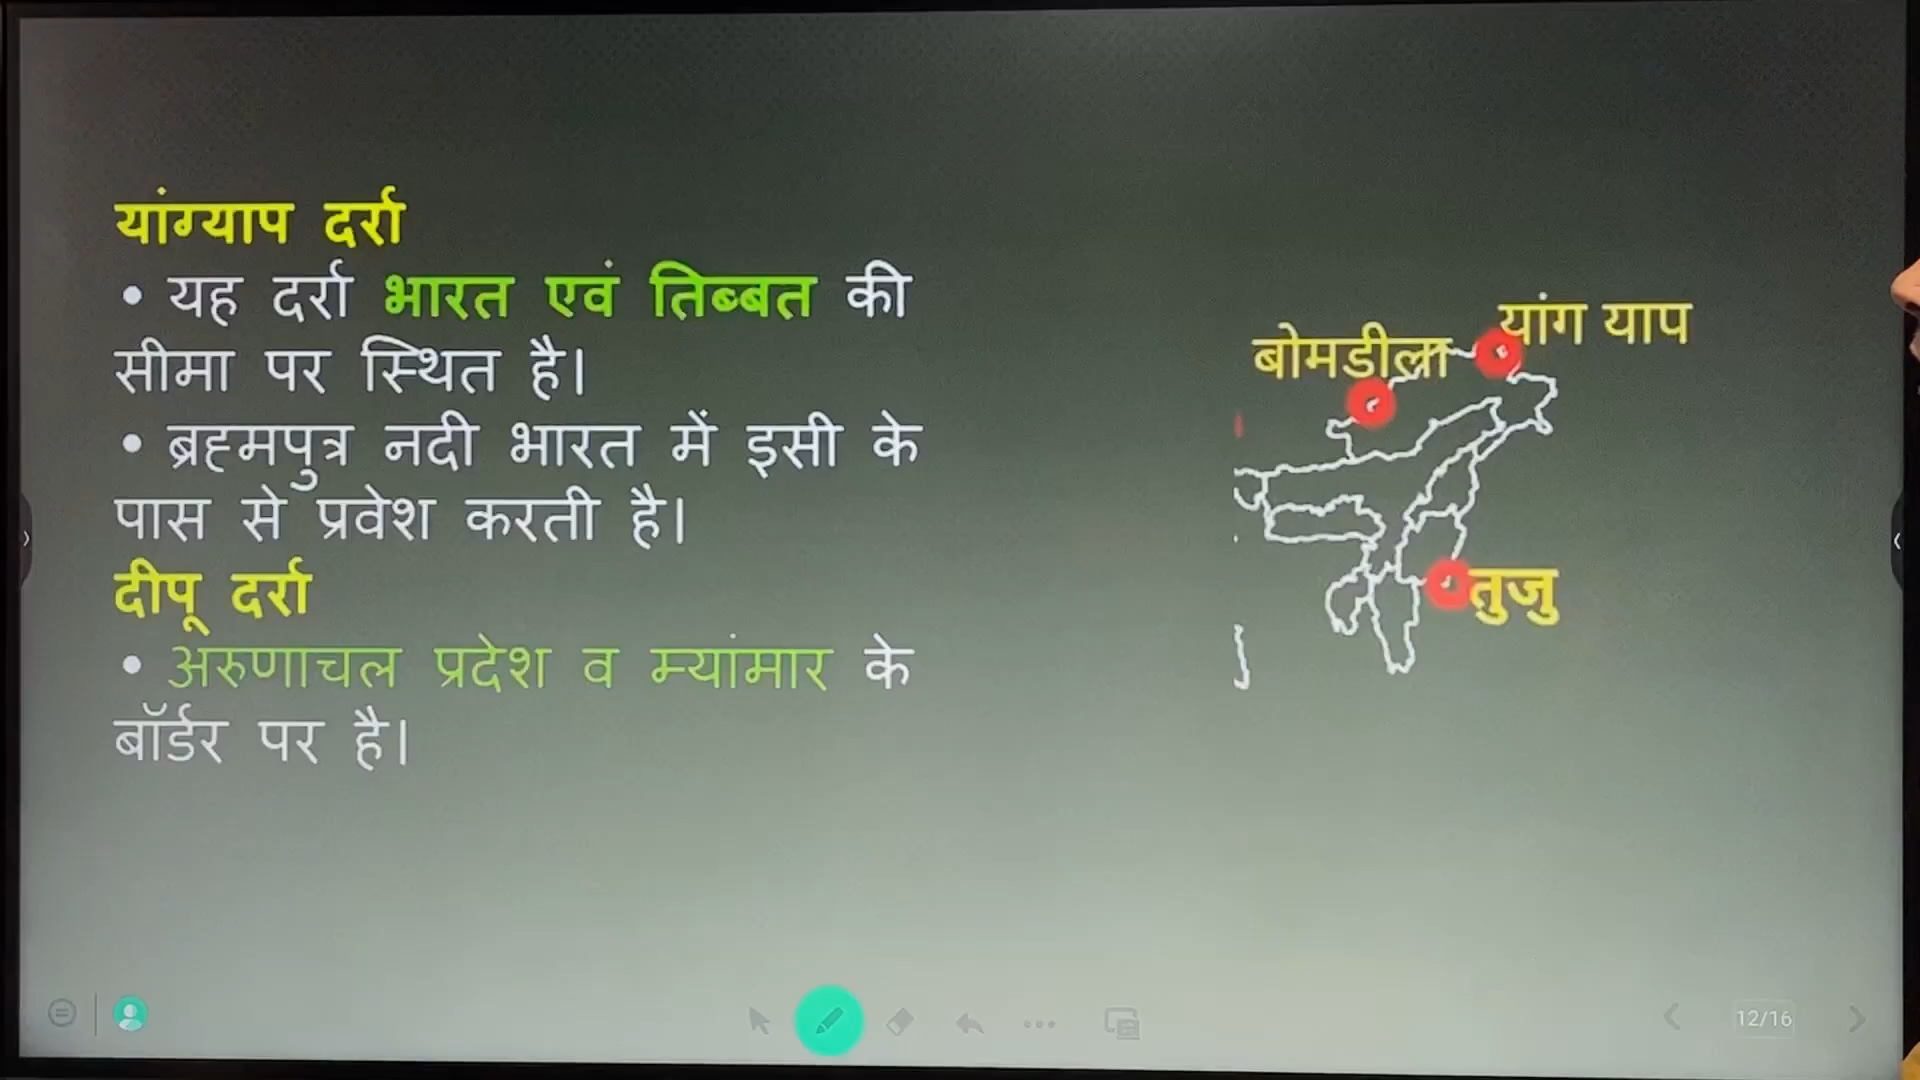 यांग्याप दर्रा
• यह दर्रा भारत एवं तिब्बत की
सीमा पर स्थित है।
• ब्रह्मपुत्र नदी भारत में इसी के
पास से प्रवेश करती है।
दीपू दर्रा
• अरुणाचल प्रदेश व म्यांमार के
बॉर्डर पर है।
यांग याप
बोमडीला
तुजु
12/16